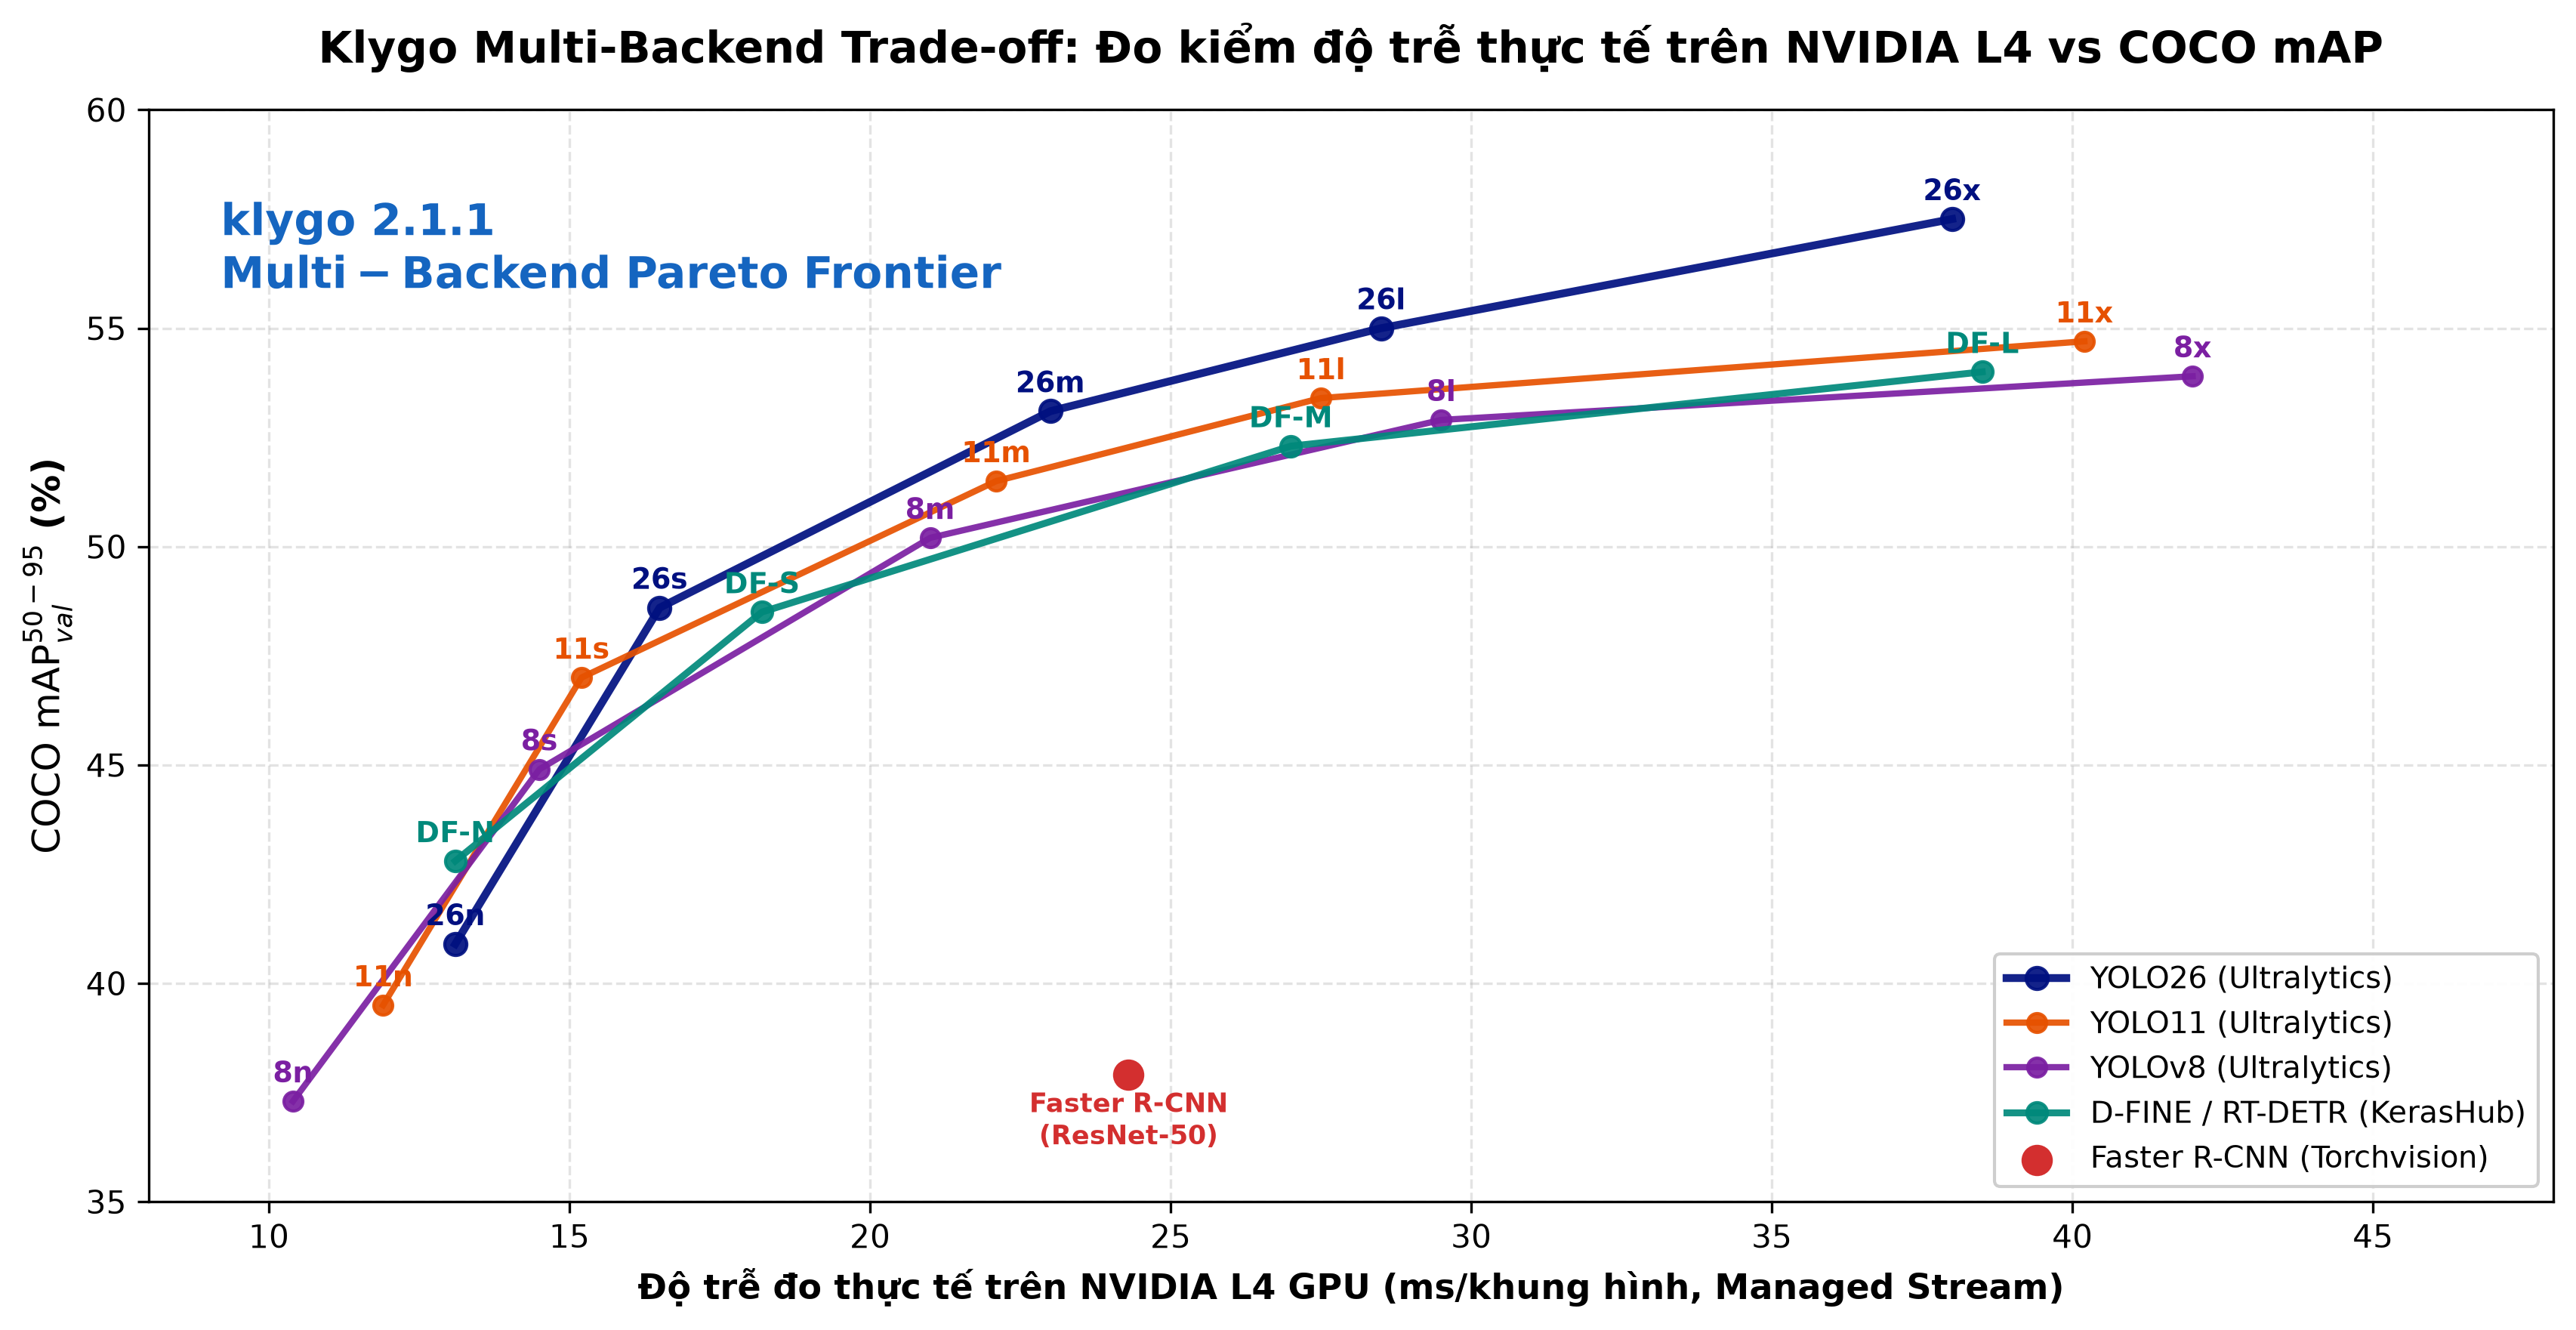 Klygo Multi-Backend Trade-off: Đo kiểm độ trễ thực tế trên NVIDIA L4 vs COCO mAP
klygo 2.1.1
Multi – Backend Pareto Frontier
COCO mAP50 – 95 val (%)
60
55
50
45
40
35
26x
26l
11x
DF-L
8x
11l
26m
8l
DF-M
11m
8m
26s
DF-S
11s
8s
DF-N
26n
11n
8n
Faster R-CNN
(ResNet-50)
YOLO26 (Ultralytics)
YOLO11 (Ultralytics)
YOLOv8 (Ultralytics)
D-FINE / RT-DETR (KerasHub)
Faster R-CNN (Torchvision)
10 15 20 25 30 35 40 45
Độ trễ đo thực tế trên NVIDIA L4 GPU (ms/khung hình, Managed Stream)